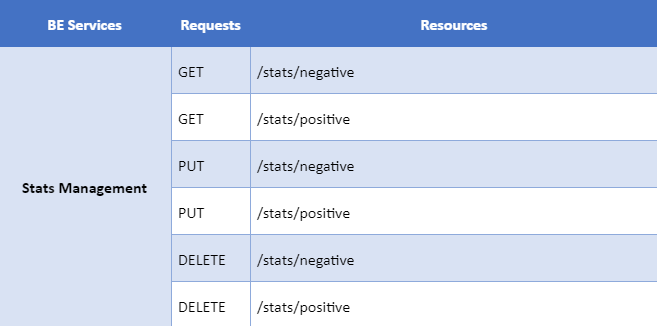 BE Services Requests Resources
GET /stats/negative
GET /stats/positive
PUT /stats/negative
Stats Management
PUT /stats/positive
DELETE /stats/negative
DELETE /stats/positive